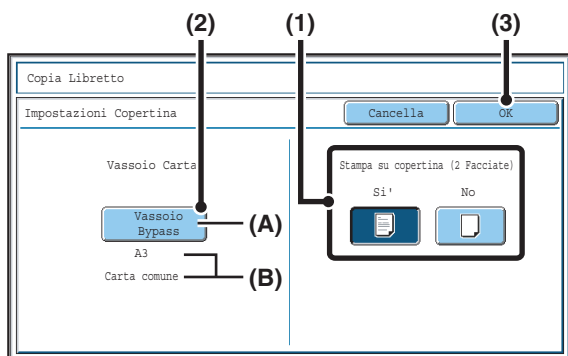 (2) (1) (3)
Copia Libretto
Impostazioni Copertina Cancella OK
Vassoio Carta Stampa su copertina (2 Facciate)
Si' No
Vassoio
Bypass (A)
A3
Carta comune (B)